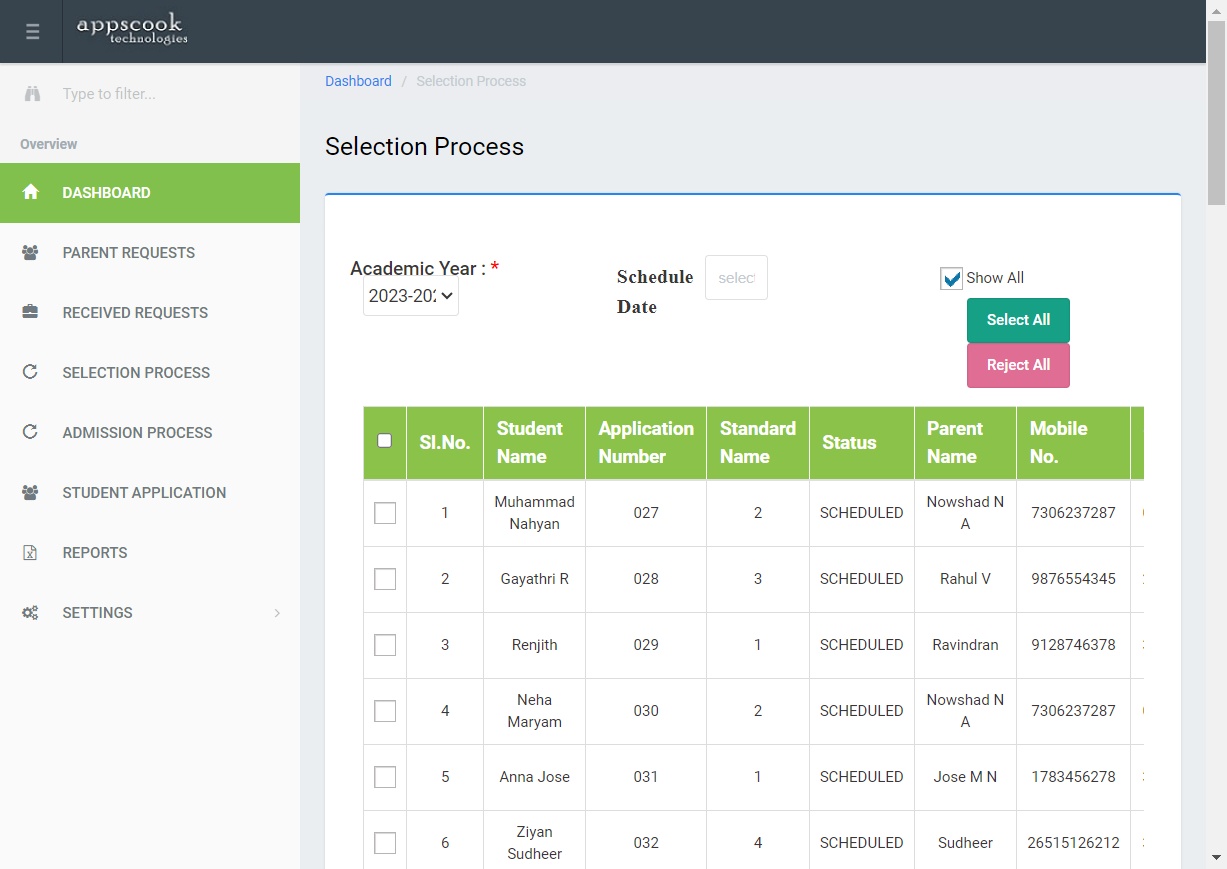 appscook
technologies
Type to filter...
Overview
DASHBOARD
PARENT REQUESTS
RECEIVED REQUESTS
SELECTION PROCESS
ADMISSION PROCESS
STUDENT APPLICATION
REPORTS
SETTINGS
Dashboard / Selection Process
Selection Process
Academic Year : *
2023-202
Schedule
Date
select
Show All
Select All
Reject All
Sl.No. Student Name Application Number Standard Name Status Parent Name Mobile No.
1 Muhammad Nahyan 027 2 SCHEDULED Nowshad N A 7306237287
2 Gayathri R 028 3 SCHEDULED Rahul V 9876554345
3 Renjith 029 1 SCHEDULED Ravindran 9128746378
4 Neha Maryam 030 2 SCHEDULED Nowshad N A 7306237287
5 Anna Jose 031 1 SCHEDULED Jose M N 1783456278
6 Ziyan Sudheer 032 4 SCHEDULED Sudheer 26515126212